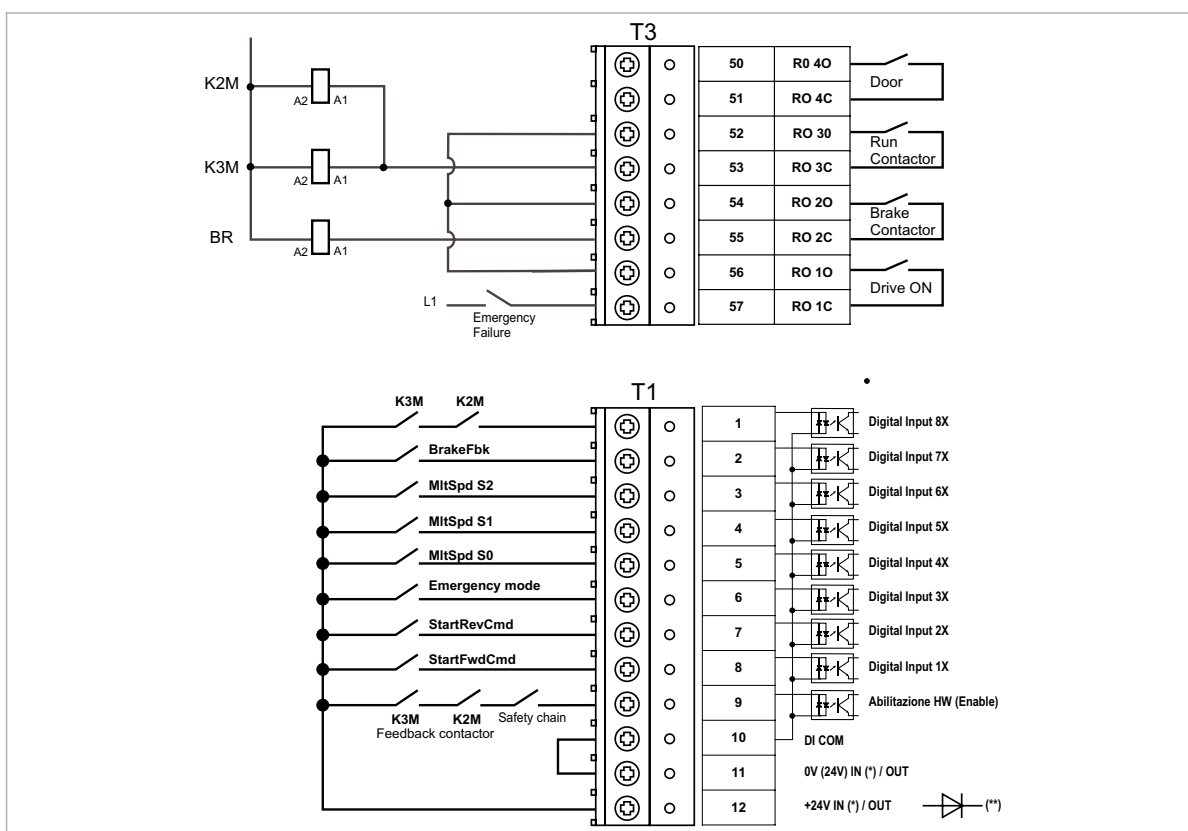 T3
K2M
A2 A1
K3M
A2 A1
BR
A2 A1
L1
Emergency
Failure
50 R0 4O
51 RO 4C
Door
52 RO 30
53 RO 3C
Run
Contactor
54 RO 2O
55 RO 2C
Brake
Contactor
56 RO 1O
57 RO 1C
Drive ON
T1
K3M K2M
1 Digital Input 8X
BrakeFbk
2 Digital Input 7X
MltSpd S2
3 Digital Input 6X
MltSpd S1
4 Digital Input 5X
MltSpd S0
5 Digital Input 4X
Emergency mode
6 Digital Input 3X
StartRevCmd
7 Digital Input 2X
StartFwdCmd
8 Digital Input 1X
K3M K2M Safety chain
Feedback contactor
9 Abilitazione HW (Enable)
10 DI COM
11 0V (24V) IN (*) / OUT
12 +24V IN (*) / OUT (**)